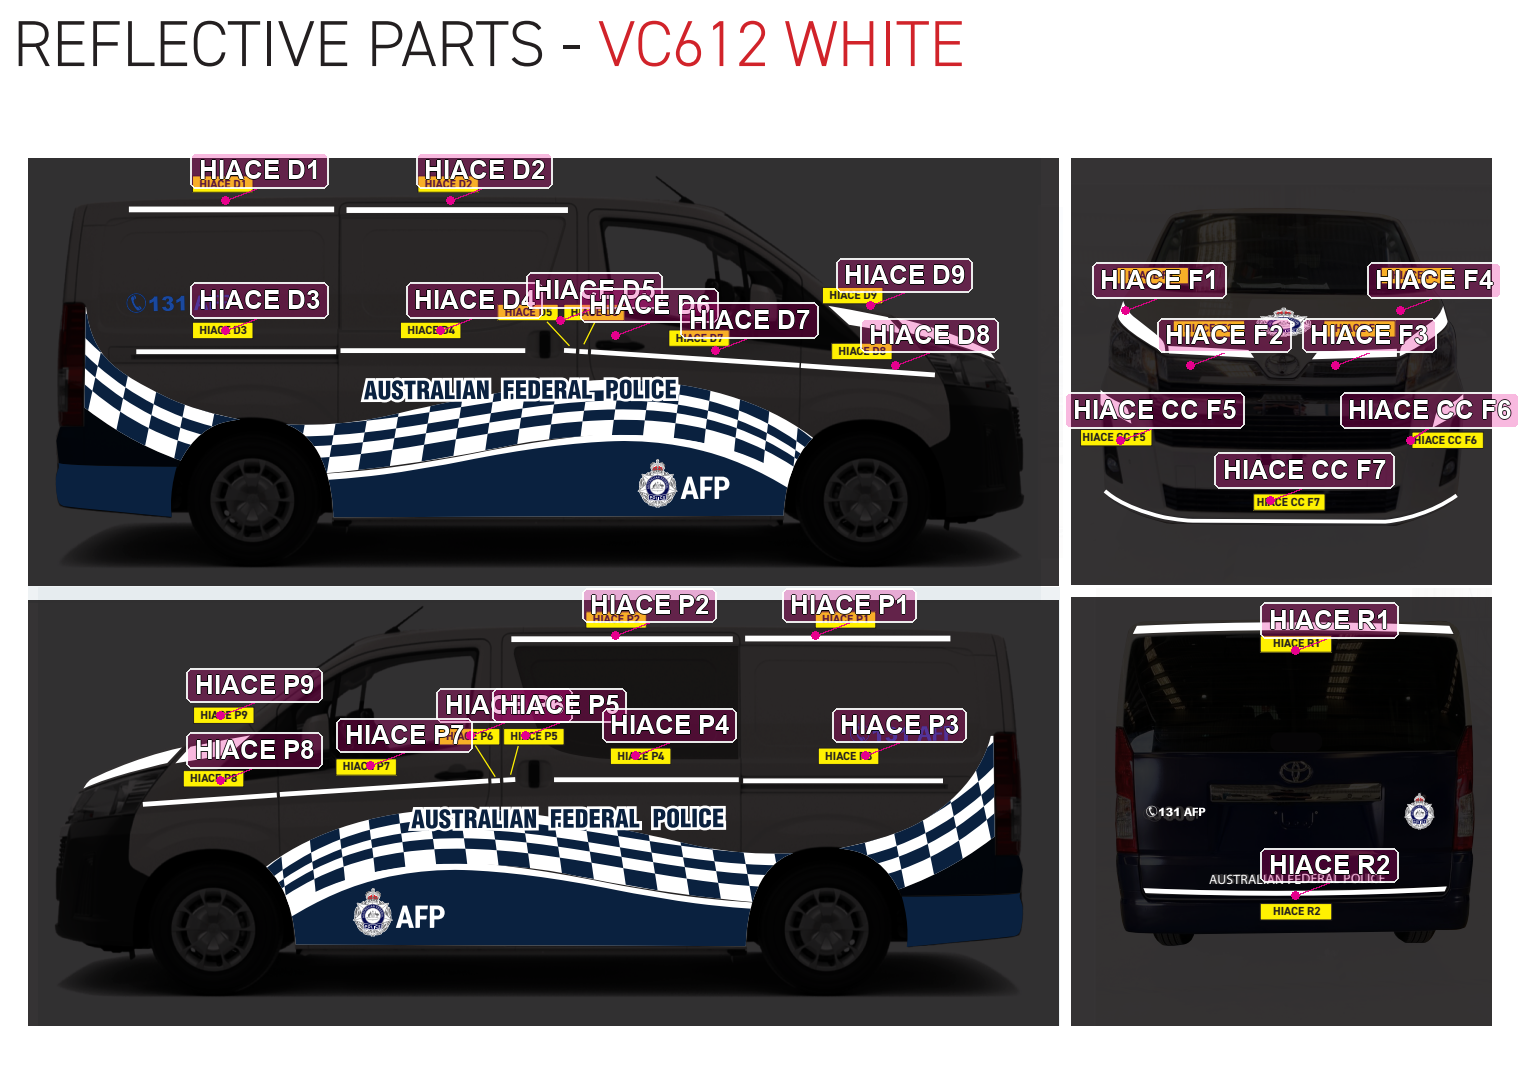 REFLECTIVE PARTS - VC612 WHITE
HIACE D1
HIACE D1
HIACE D2
HIACE D2
HIACE D3
HIACE D3
HIACE D4
HIACE D4
HIACE D5
D5
HIACE D6
HIACE D7
HIACE D7
HIACE D8
HIACE D8
HIACE D9
HIACE D9
131
AUSTRALIAN FEDERAL POLICE
AFP
HIACE F1
HIACE F4
HIACE F2
HIACE F3
HIACE CC F5
HIACE CC F5
HIACE CC F6
HIACE CC F6
HIACE CC F7
HIACE CC F7
HIACE P2
HIACE P2
HIACE P1
HIACE P1
HIACE P9
HIACE P9
HIACE P8
HIACE P8
HIACE P7
HIACE P7
P6
HIACE P5
HIACE P5
HIACE P4
HIACE P4
HIACE P3
131 AFP
AUSTRALIAN FEDERAL POLICE
AFP
HIACE R1
HIACE R1
131 AFP
HIACE R2
AUSTRALIAN FEDERAL POLICE
HIACE R2